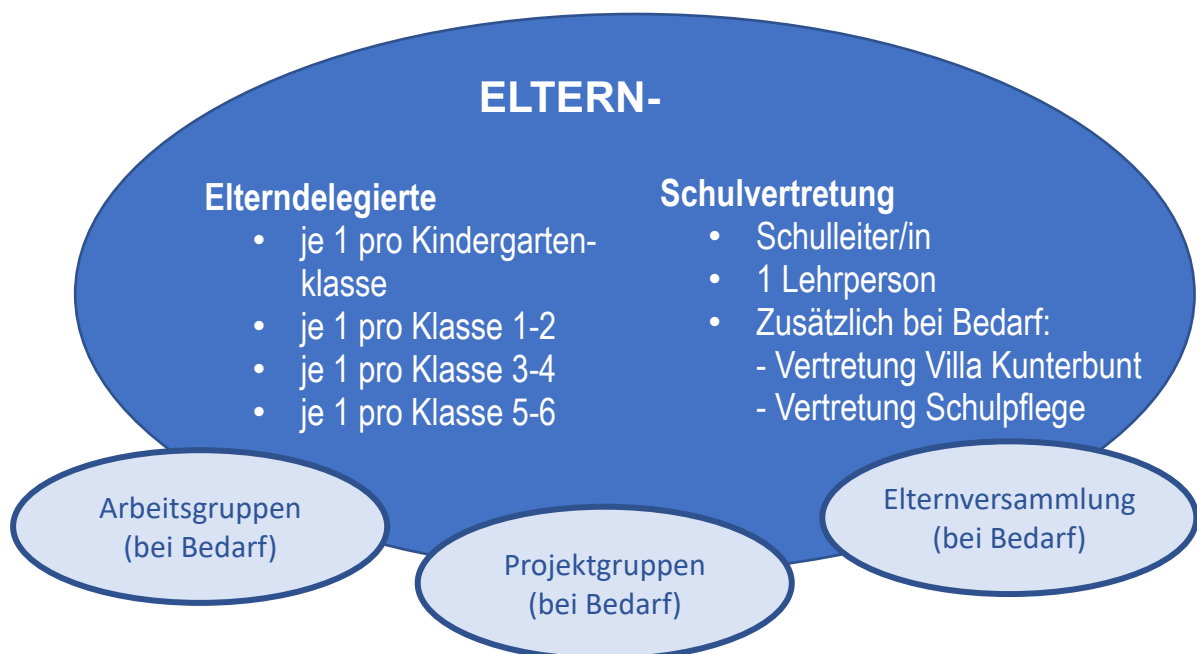 ELTERN-
Elterndelegierte
• je 1 pro Kindergarten-
klasse
• je 1 pro Klasse 1-2
• je 1 pro Klasse 3-4
• je 1 pro Klasse 5-6
Schulvertretung
• Schulleiter/in
• 1 Lehrperson
• Zusätzlich bei Bedarf:
- Vertretung Villa Kunterbunt
- Vertretung Schulpflege
Arbeitsgruppen
(bei Bedarf)
Projektgruppen
(bei Bedarf)
Elternversammlung
(bei Bedarf)